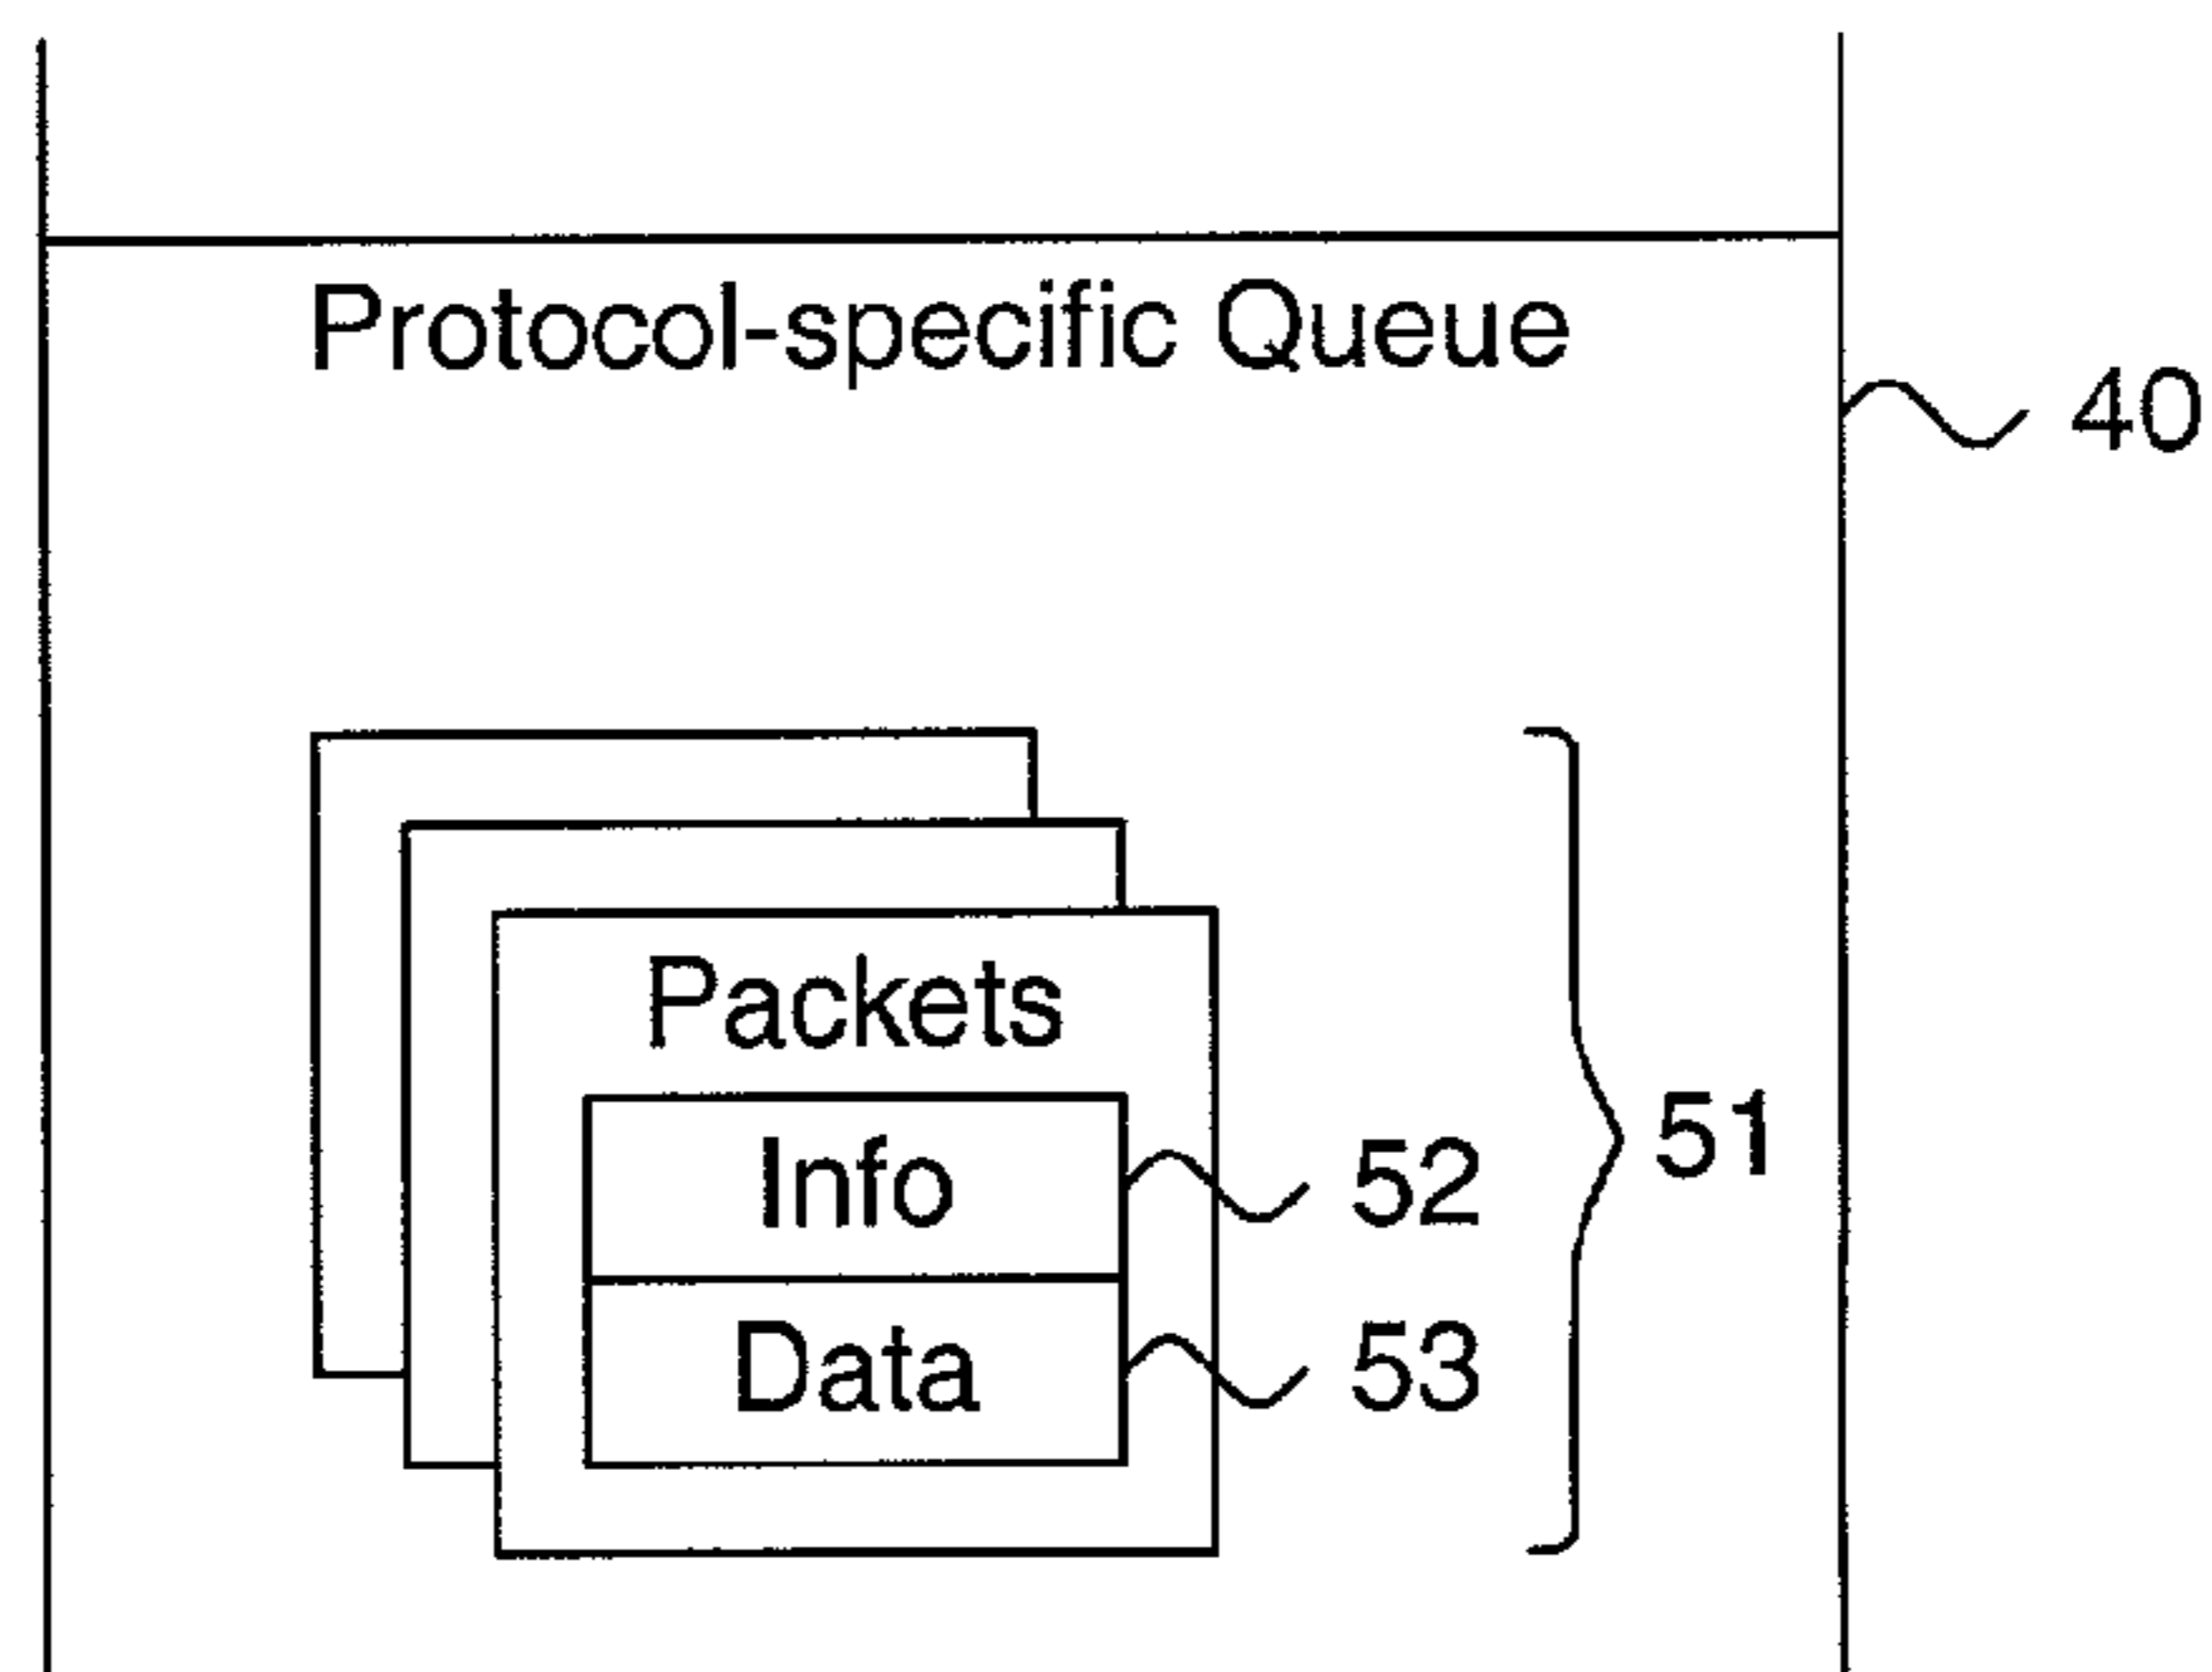 Protocol-specific Queue
40
Packets
Info
52
51
Data
53